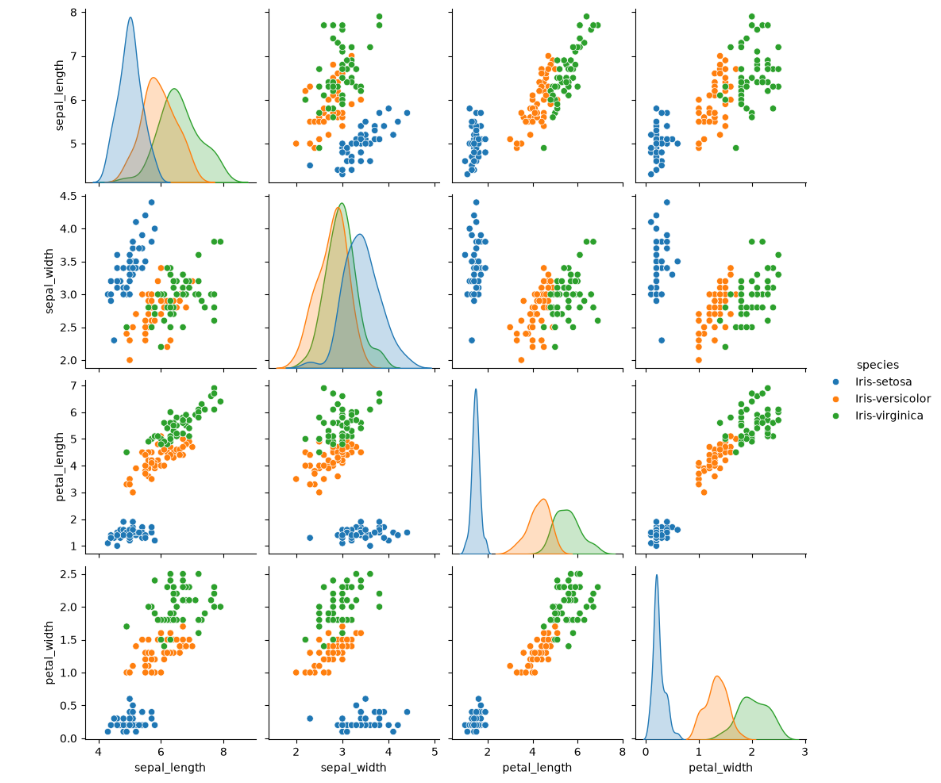 8
7
6
5
sepal_length
4.5
4.0
3.5
3.0
2.5
2.0
sepal_width
species
Iris-setosa
Iris-versicolor
Iris-virginica
7
6
5
4
3
2
1
petal_length
2.5
2.0
1.5
1.0
0.5
0.0
petal_width
4 6 8
2 3 4 5
2 4 6 8
0 1 2 3
sepal_length
sepal_width
petal_length
petal_width